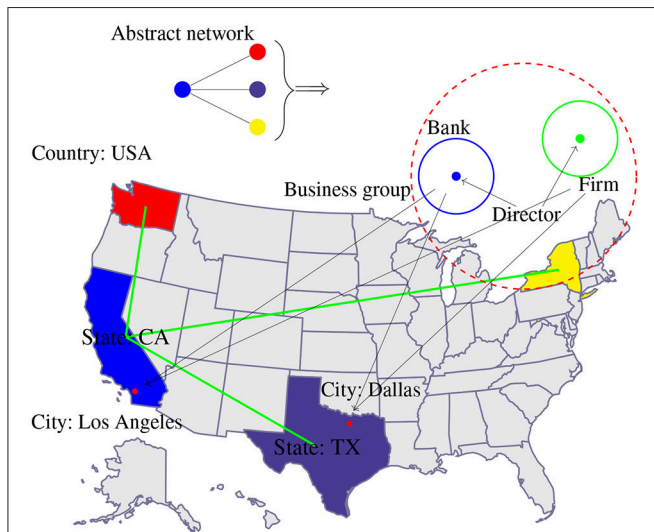 Abstract network
Bank
Country: USA
Business group
Firm
Director
State: CA
City: Dallas
City: Los Angeles
State: TX